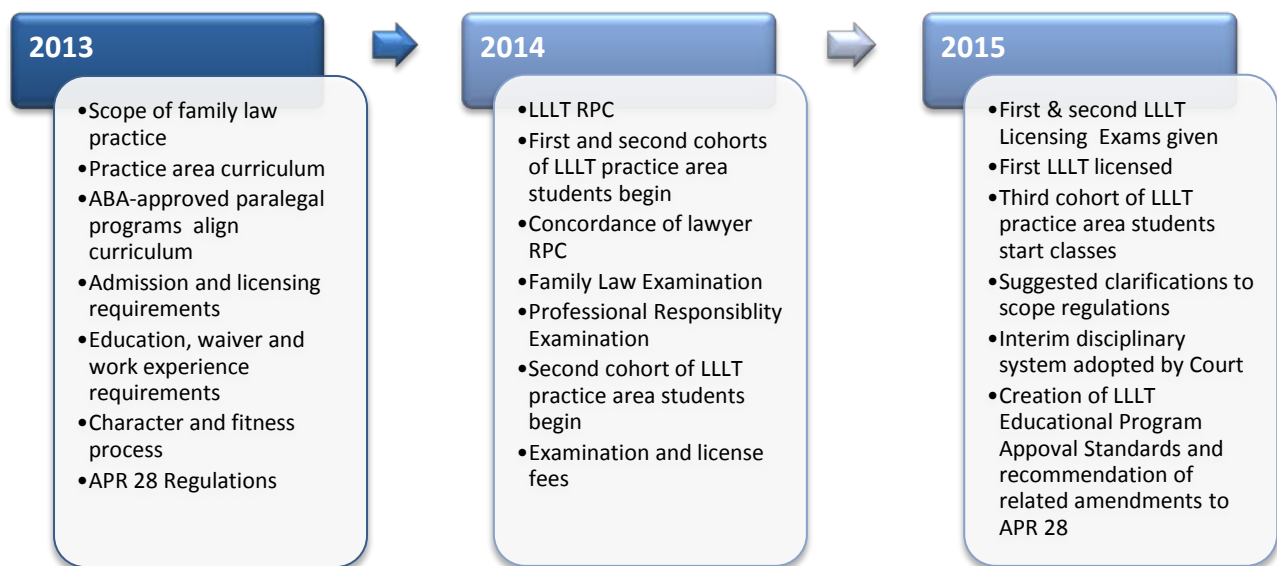 2013
•Scope of family law
practice
•Practice area curriculum
•ABA-approved paralegal
programs align
curriculum
•Admission and licensing
requirements
•Education, waiver and
work experience
requirements
•Character and fitness
process
•APR 28 Regulations
2014
•LLLT RPC
•First and second cohorts
of LLLT practice area
students begin
•Concordance of lawyer
RPC
•Family Law Examination
•Professional Responsiblity
Examination
•Second cohort of LLLT
practice area students
begin
•Examination and license
fees
2015
•First & second LLLT
Licensing Exams given
•First LLLT licensed
•Third cohort of LLLT
practice area students
start classes
•Suggested clarifications to
scope regulations
•Interim disciplinary
system adopted by Court
•Creation of LLLT
Educational Program
Appoval Standards and
recommendation of
related amendments to
APR 28